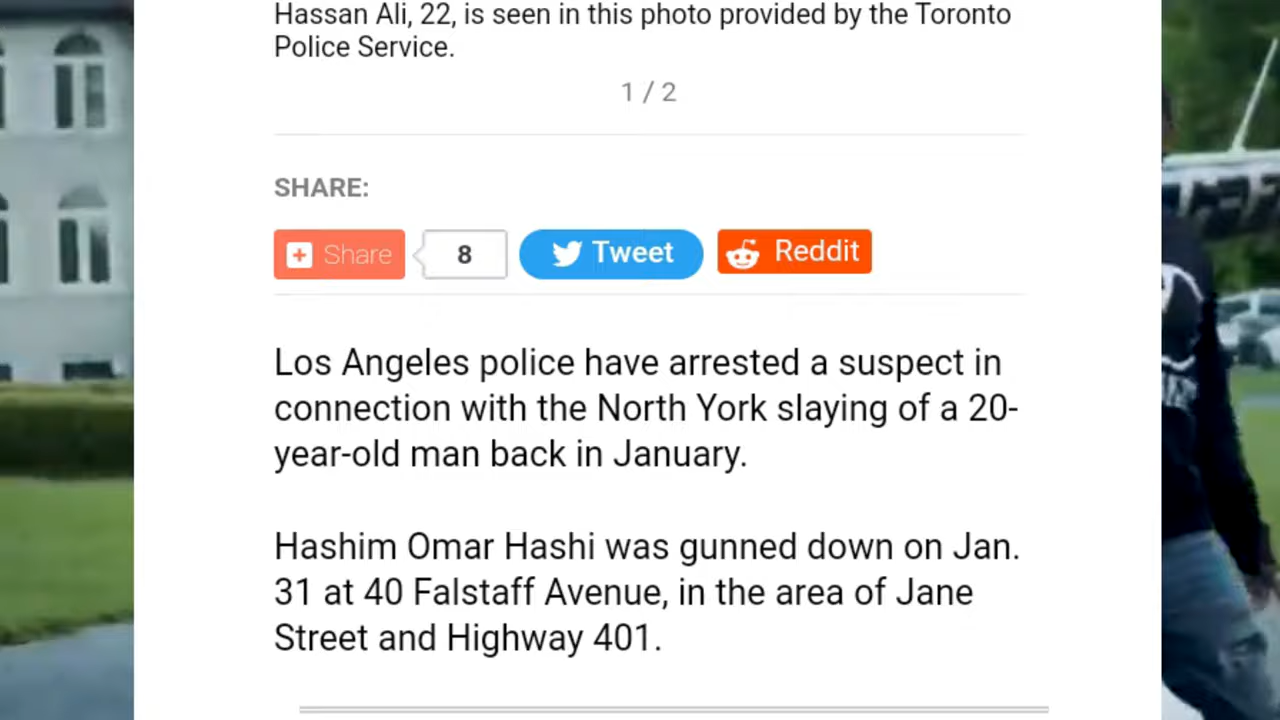 Hassan Ali, 22, is seen in this photo provided by the Toronto
Police Service.
1 / 2
SHARE:
Share 8 Tweet Reddit
Los Angeles police have arrested a suspect in
connection with the North York slaying of a 20-
year-old man back in January.
Hashim Omar Hashi was gunned down on Jan.
31 at 40 Falstaff Avenue, in the area of Jane
Street and Highway 401.